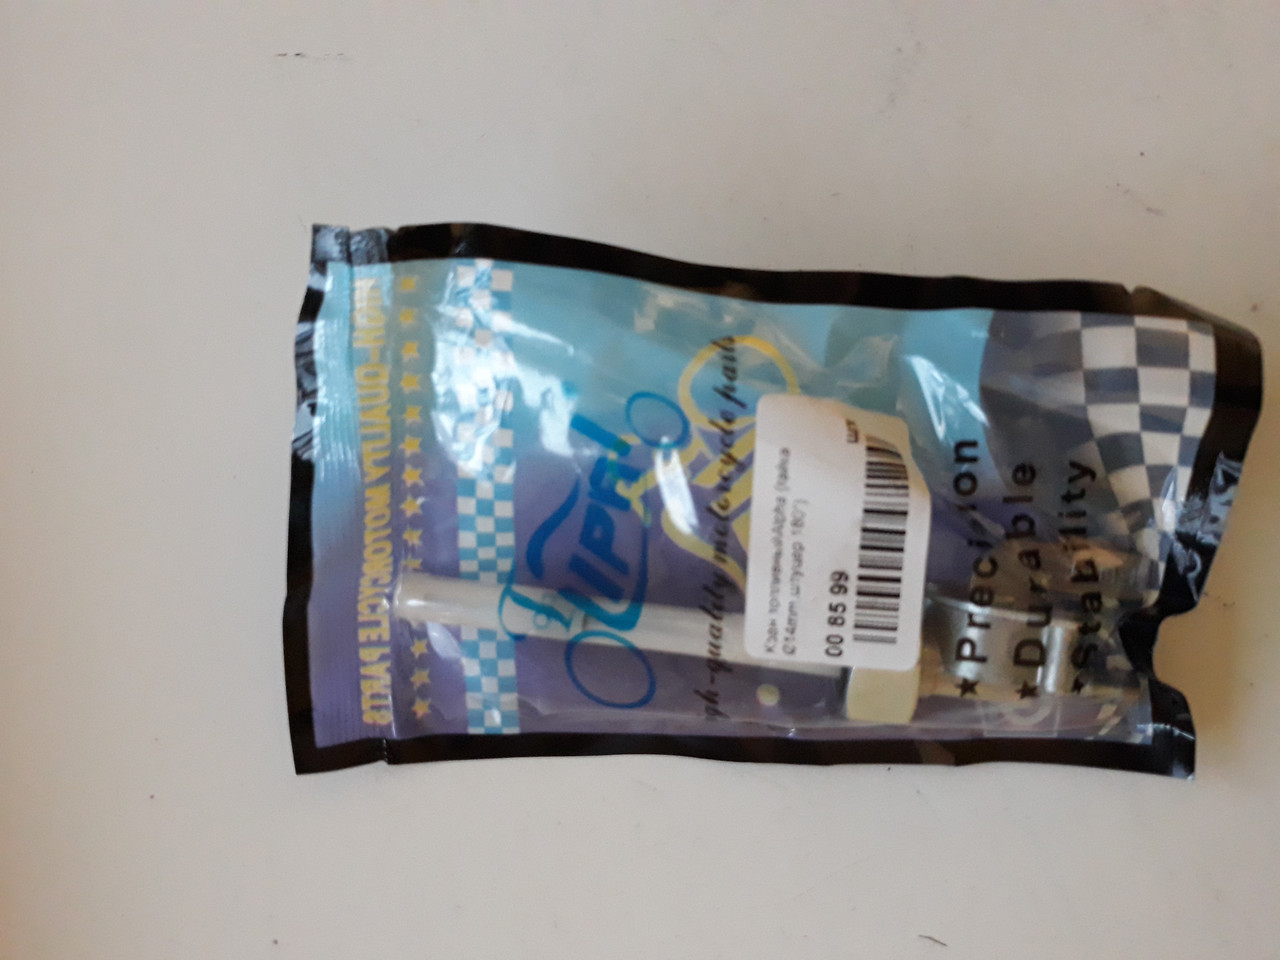 HIGH-QUALITY MOTORCYCLE PARTS
high-quality motorcycle parts
Кран топливный Alpha (гайка
Ø14mm, штуцер 180°)
00 85 99
шт
★Precision
★Durable
★Stability